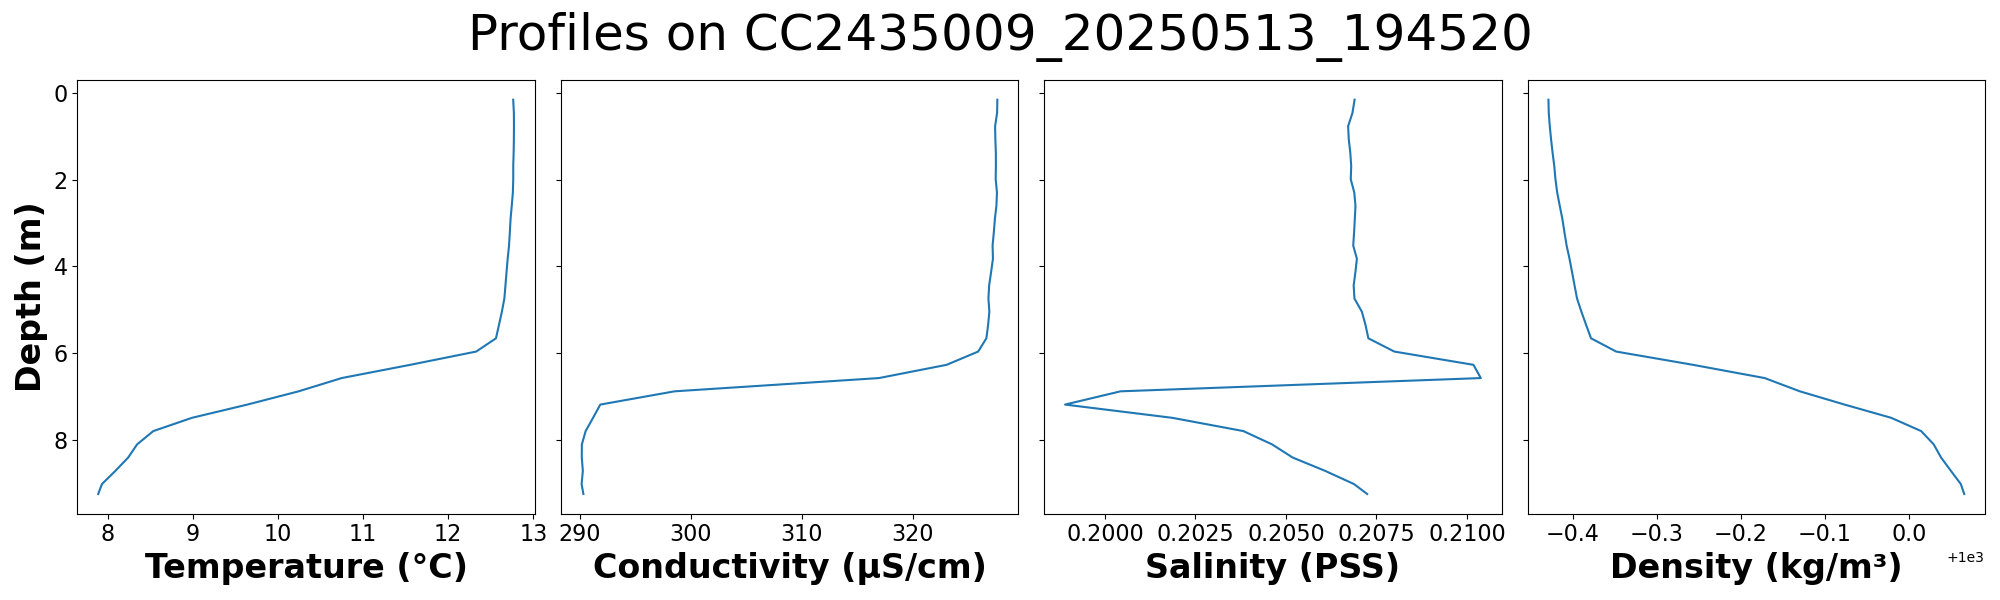 Profiles on CC2435009_20250513_194520
Depth (m)
0
2
4
6
8
8 9 10 11 12 13
Temperature (°C)
290 300 310 320
Conductivity (µS/cm)
0.2000 0.2025 0.2050 0.2075 0.2100
Salinity (PSS)
−0.4 −0.3 −0.2 −0.1 0.0
+1e3
Density (kg/m³)